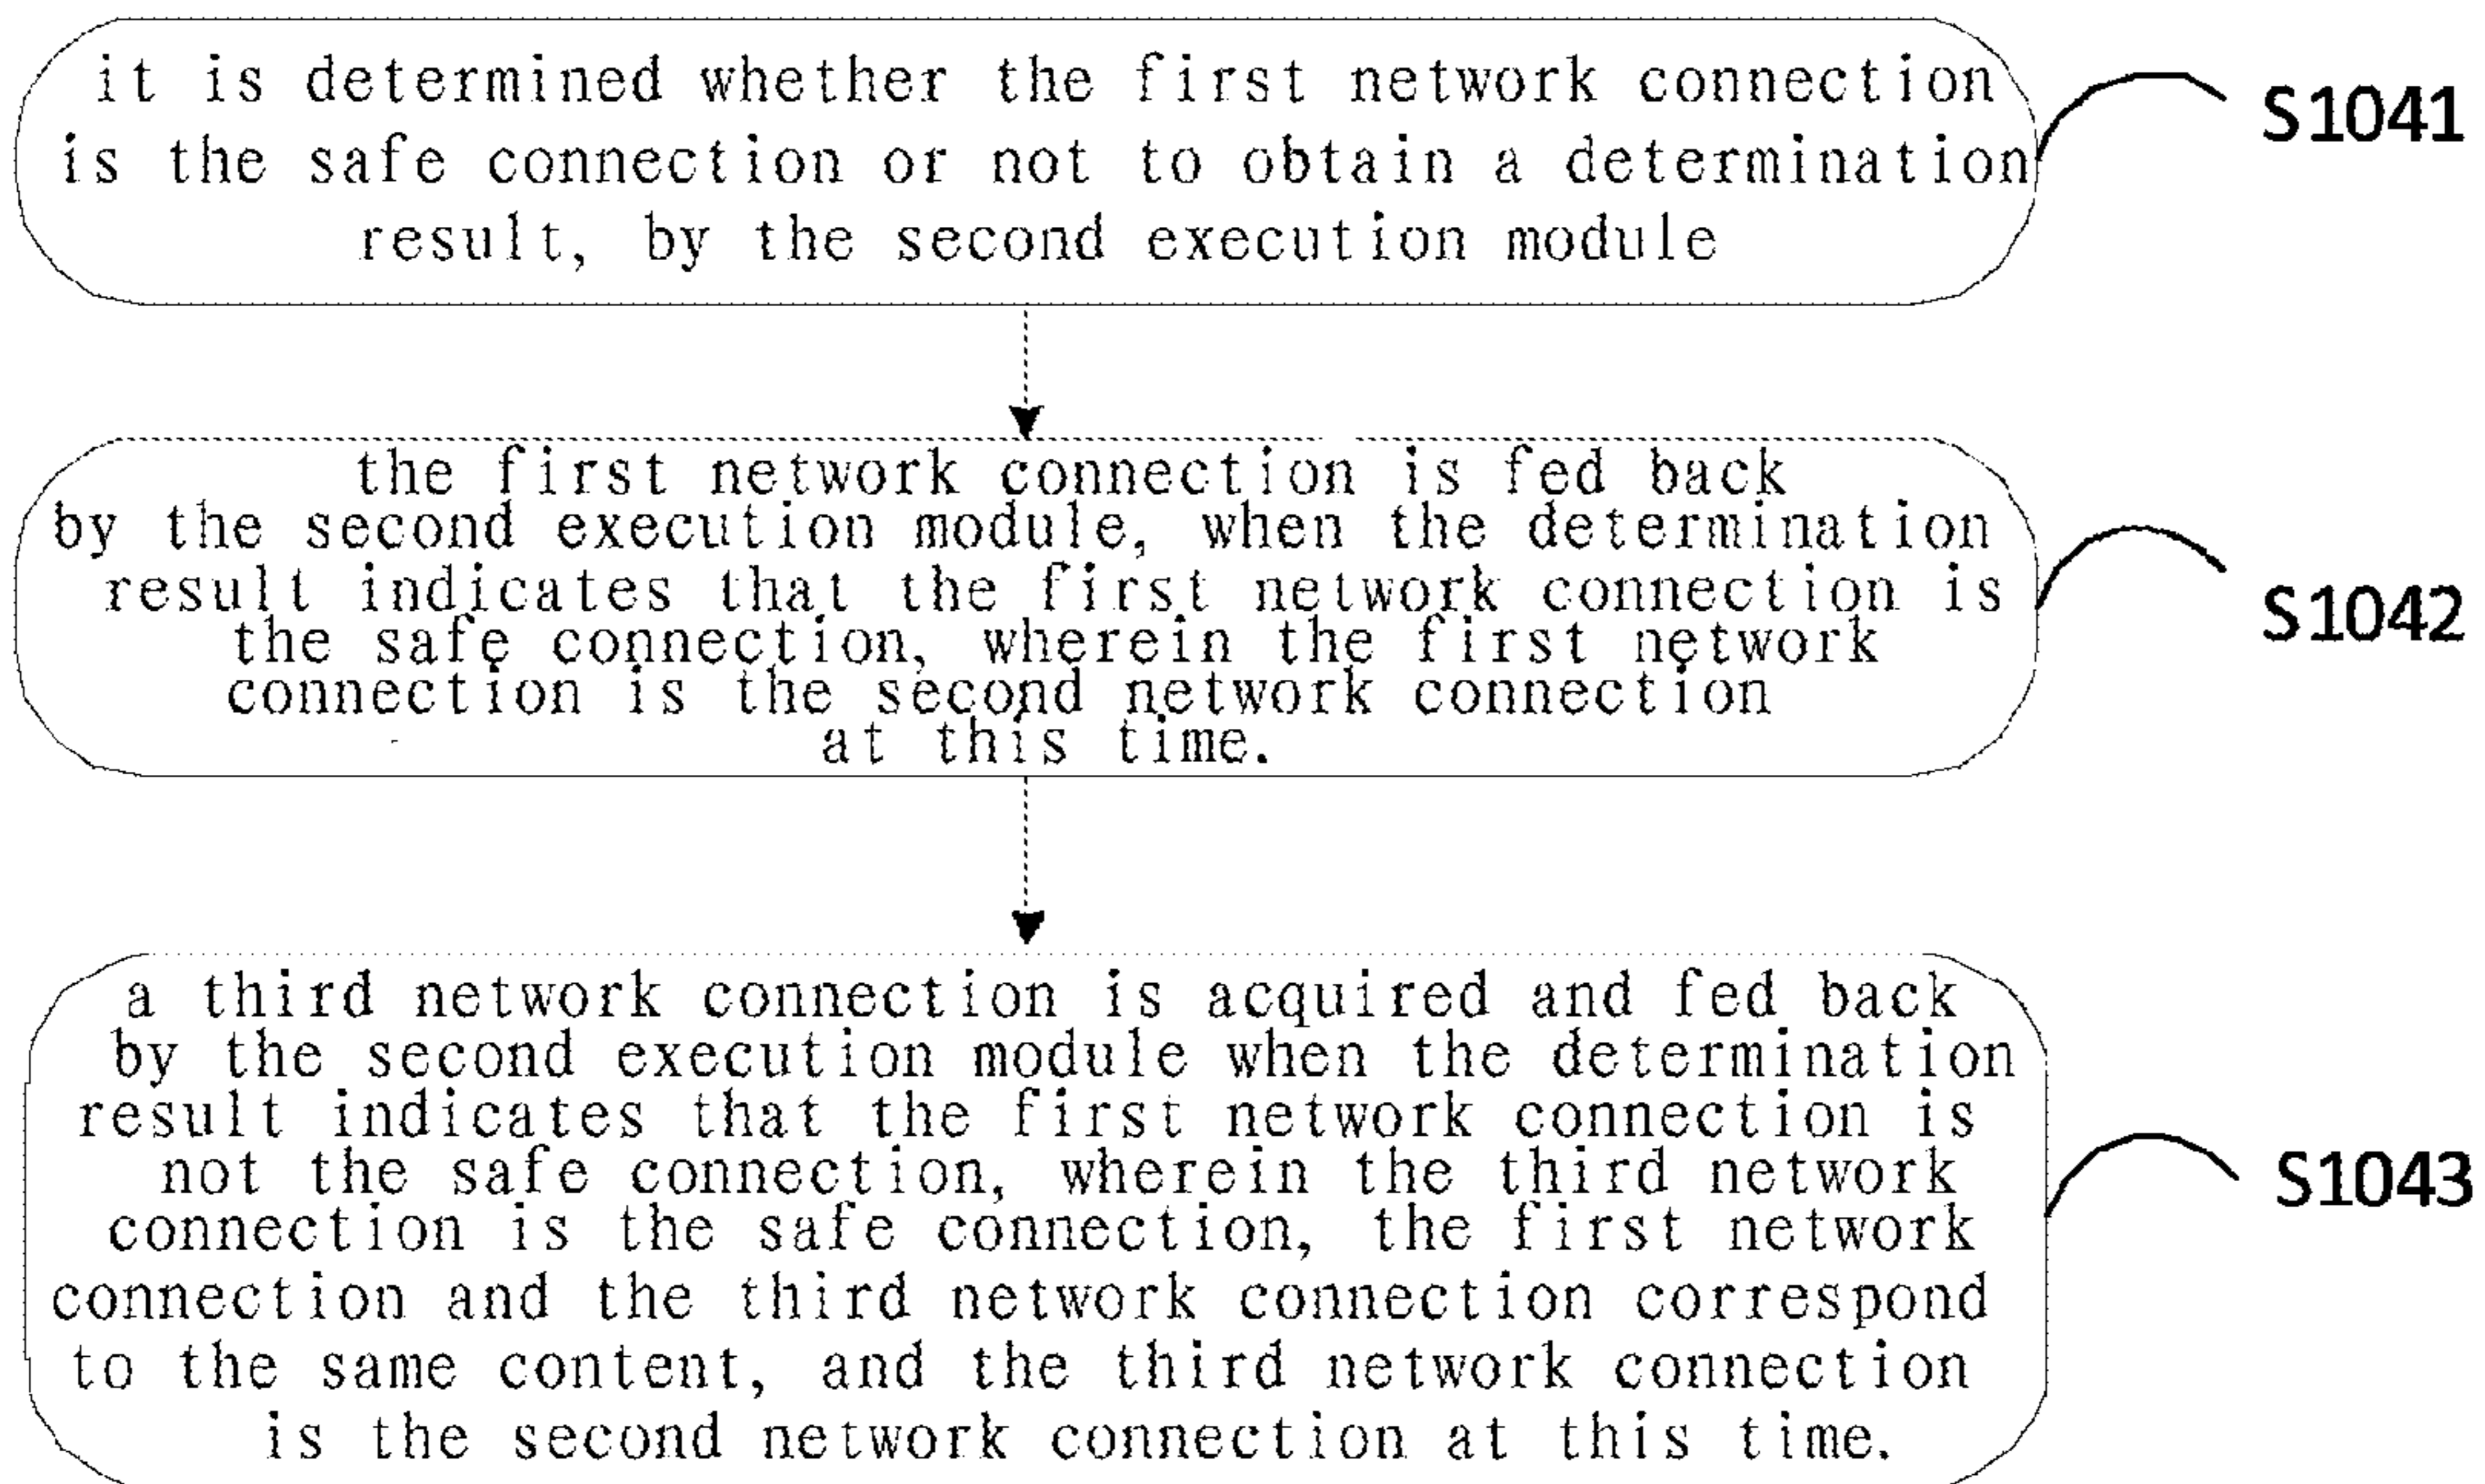 it is determined whether the first network connection
is the safe connection or not to obtain a determination
result, by the second execution module
S1041
the first network connection is fed back
by the second execution module, when the determination
result indicates that the first network connection is
the safe connection, wherein the first network
connection is the second network connection
at this time.
S1042
a third network connection is acquired and fed back
by the second execution module when the determination
result indicates that the first network connection is
not the safe connection, wherein the third network
connection is the safe connection, the first network
connection and the third network connection correspond
to the same content, and the third network connection
is the second network connection at this time.
S1043